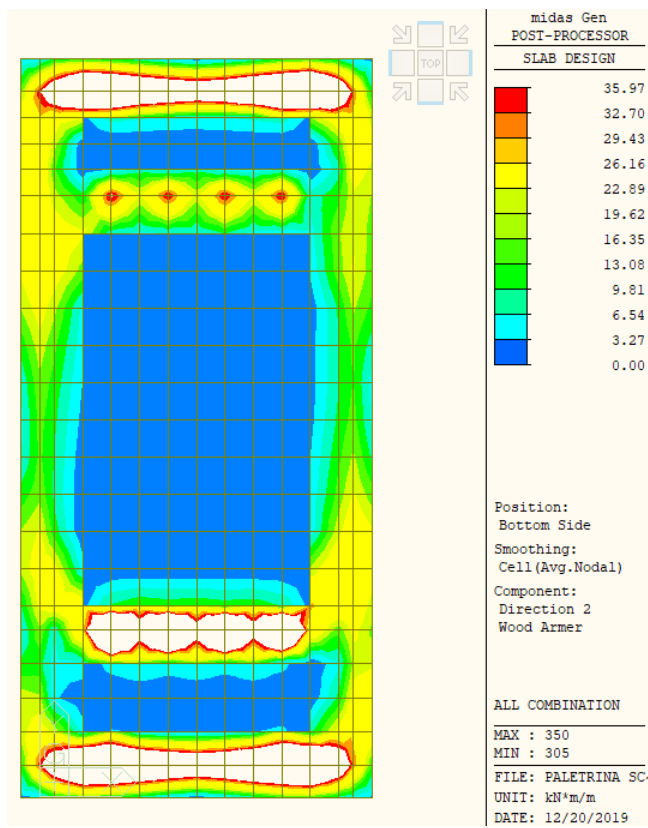 TOP
midas Gen
POST-PROCESSOR
SLAB DESIGN
35.97
32.70
29.43
26.16
22.89
19.62
16.35
13.08
9.81
6.54
3.27
0.00
Position:
Bottom Side
Smoothing:
Cell(Avg.Nodal)
Component:
Direction 2
Wood Armer
ALL COMBINATION
MAX : 350
MIN : 305
FILE: PALETRINA SC
UNIT: kN*m/m
DATE: 12/20/2019